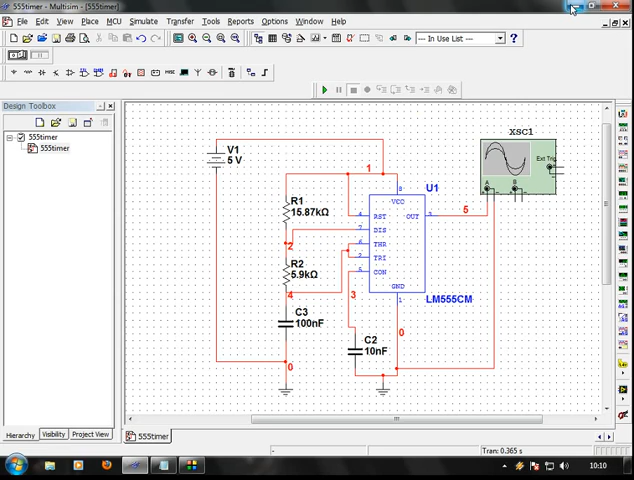 555timer - Multisim - [555timer]
File Edit View Place MCU Simulate Transfer Tools Reports Options Window Help
--- In Use List ---
Design Toolbox
555timer
555timer
XSC1
Ext Trig
A B
V1
5 V
1
U1
8
VCC
R1
15.87kΩ
4 RST OUT 3
5
7 DIS
2
6 THR
2 TRI
R2
5.9kΩ
5 CON
4
3
GND
1
LM555CM
C3
100nF
C2
10nF
0
0
Hierarchy Visibility Project View
555timer
Tran: 0.365 s
10:10